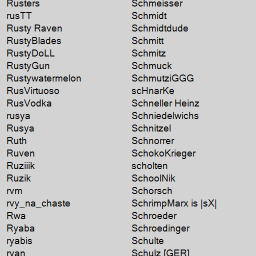 Rusters Schmeisser
rusTT Schmidt
Rusty Raven Schmidtdude
RustyBlades Schmitt
RustyDoLL Schmitz
RustyGun Schmuck
Rustywatermelon SchmutziGGG
RusVirtuoso scHnarKe
RusVodka Schneller Heinz
rusya Schniedelwichs
Rusya Schnitzel
Ruth Schnorrer
Ruven SchokoKrieger
Ruziiik scholten
Ruzik SchoolNik
rvm Schorsch
rvy_na_chaste SchrimpMarx is |sX|
Rwa Schroeder
Ryaba Schroedinger
ryabis Schulte
ryan Schulz [GER]